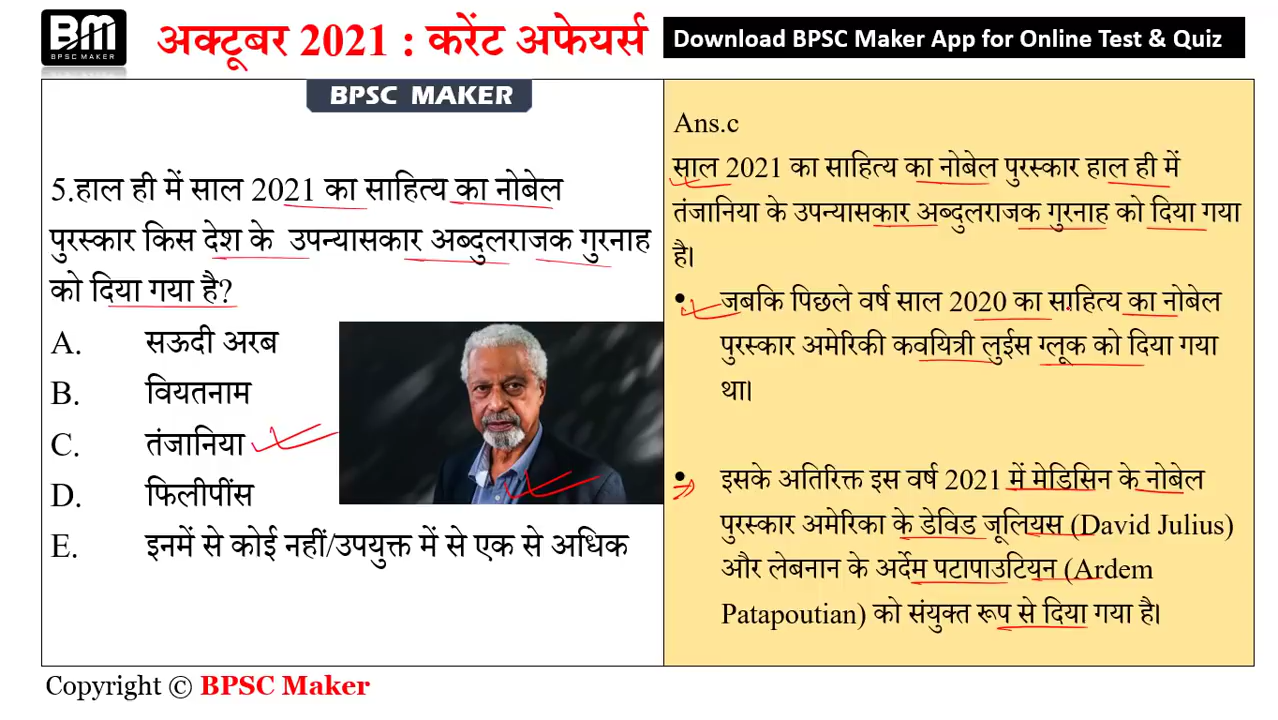 BM
BPSC MAKER
अक्टूबर 2021 : करेंट अफेयर्स
Download BPSC Maker App for Online Test & Quiz
BPSC MAKER
5.हाल ही में साल 2021 का साहित्य का नोबेल
पुरस्कार किस देश के उपन्यासकार अब्दुलराजक गुरनाह
को दिया गया है?
A. सऊदी अरब
B. वियतनाम
C. तंजानिया
D. फिलीपींस
E. इनमें से कोई नहीं/उपयुक्त में से एक से अधिक
Ans.c
साल 2021 का साहित्य का नोबेल पुरस्कार हाल ही में
तंजानिया के उपन्यासकार अब्दुलराजक गुरनाह को दिया गया
है।
• जबकि पिछले वर्ष साल 2020 का साहित्य का नोबेल
पुरस्कार अमेरिकी कवयित्री लुईस ग्लूक को दिया गया
था।
• इसके अतिरिक्त इस वर्ष 2021 में मेडिसिन के नोबेल
पुरस्कार अमेरिका के डेविड जूलियस (David Julius)
और लेबनान के अर्देम पटापाउटियन (Ardem
Patapoutian) को संयुक्त रूप से दिया गया है।
Copyright © BPSC Maker